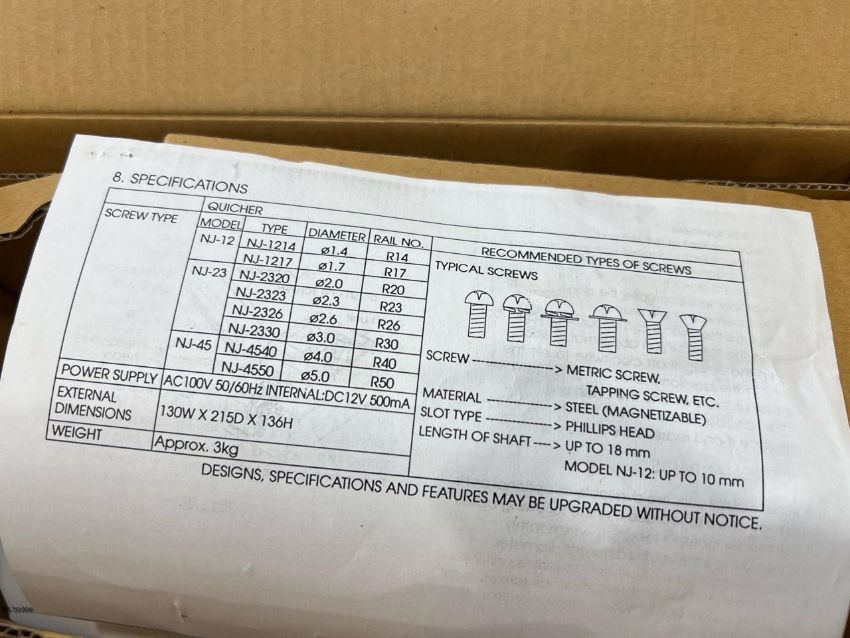 8. SPECIFICATIONS
SCREW TYPE
QUICHER
MODEL TYPE DIAMETER RAIL NO.
NJ-12 NJ-1214 ø1.4 R14
NJ-1217 ø1.7 R17
NJ-23 NJ-2320 ø2.0 R20
NJ-2323 ø2.3 R23
NJ-2326 ø2.6 R26
NJ-2330 ø3.0 R30
NJ-45 NJ-4540 ø4.0 R40
NJ-4550 ø5.0 R50
POWER SUPPLY AC100V 50/60Hz INTERNAL:DC12V 500mA
EXTERNAL DIMENSIONS 130W X 215D X 136H
WEIGHT Approx. 3kg
RECOMMENDED TYPES OF SCREWS
TYPICAL SCREWS
SCREW ---------------> METRIC SCREW,
TAPPING SCREW, ETC.
MATERIAL -------------> STEEL (MAGNETIZABLE)
SLOT TYPE ------------> PHILLIPS HEAD
LENGTH OF SHAFT ----> UP TO 18 mm
MODEL NJ-12: UP TO 10 mm
DESIGNS, SPECIFICATIONS AND FEATURES MAY BE UPGRADED WITHOUT NOTICE.